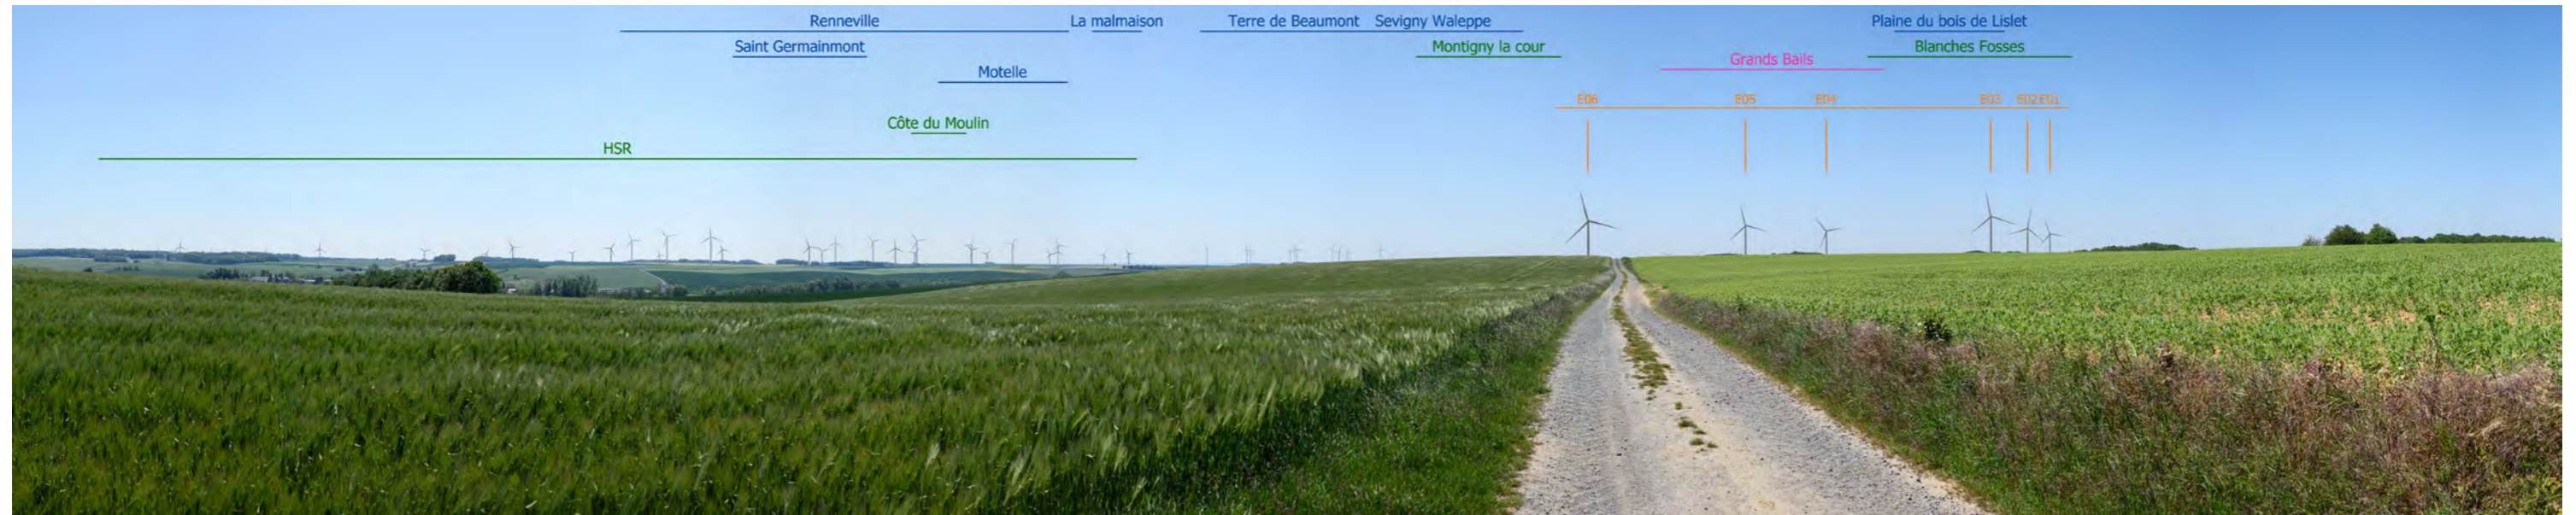 Renneville La malmaison Terre de Beaumont Sevigny Waleppe Plaine du bois de Lislet
Saint Germainmont Montigny la cour Blanches Fosses
Grands Bails
Motelle
E06 E05 E04 E03 E02 E01
Côte du Moulin
HSR